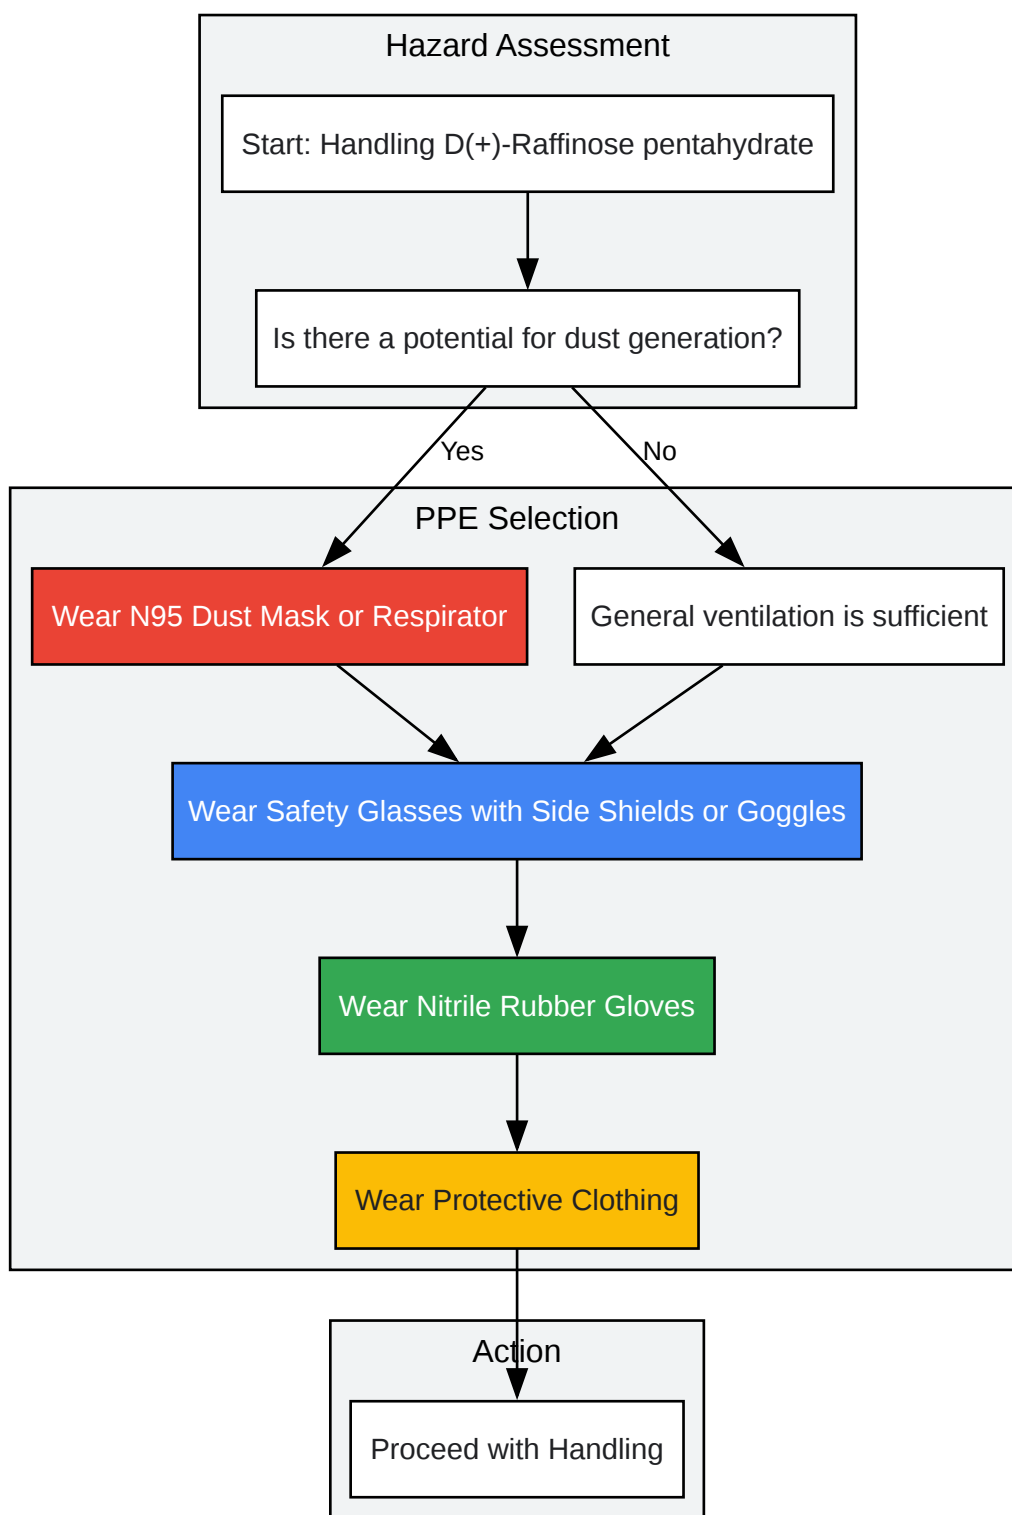 Hazard Assessment
Start: Handling D(+)-Raffinose pentahydrate
Is there a potential for dust generation?
Yes
No
PPE Selection
Wear N95 Dust Mask or Respirator
General ventilation is sufficient
Wear Safety Glasses with Side Shields or Goggles
Wear Nitrile Rubber Gloves
Wear Protective Clothing
Action
Proceed with Handling